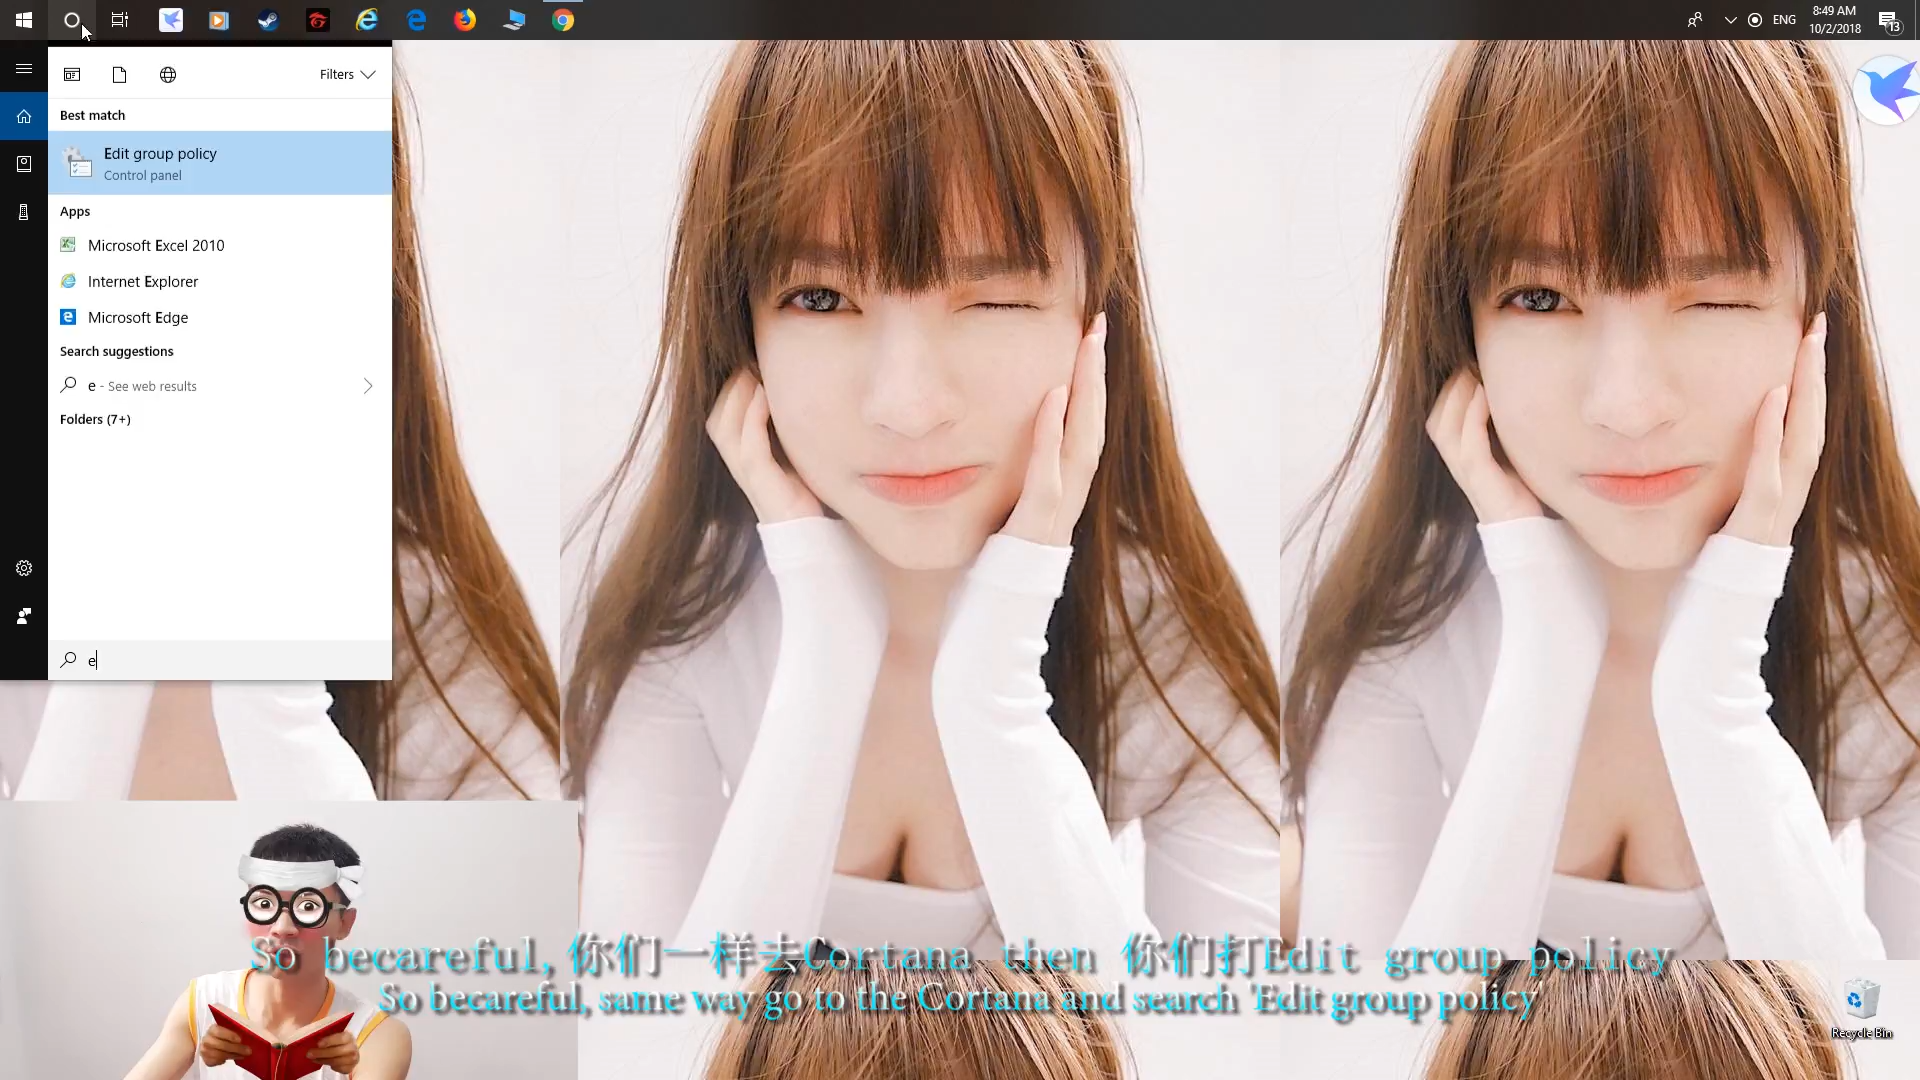 ENG
8:49 AM
10/2/2018
13
Filters
Best match
Edit group policy
Control panel
Apps
Microsoft Excel 2010
Internet Explorer
Microsoft Edge
Search suggestions
e - See web results
Folders (7+)
e
So becareful,你们一样去Cortana then 你们打Edit group policy
So becareful, same way go to the Cortana and search 'Edit group policy'
Recycle Bin